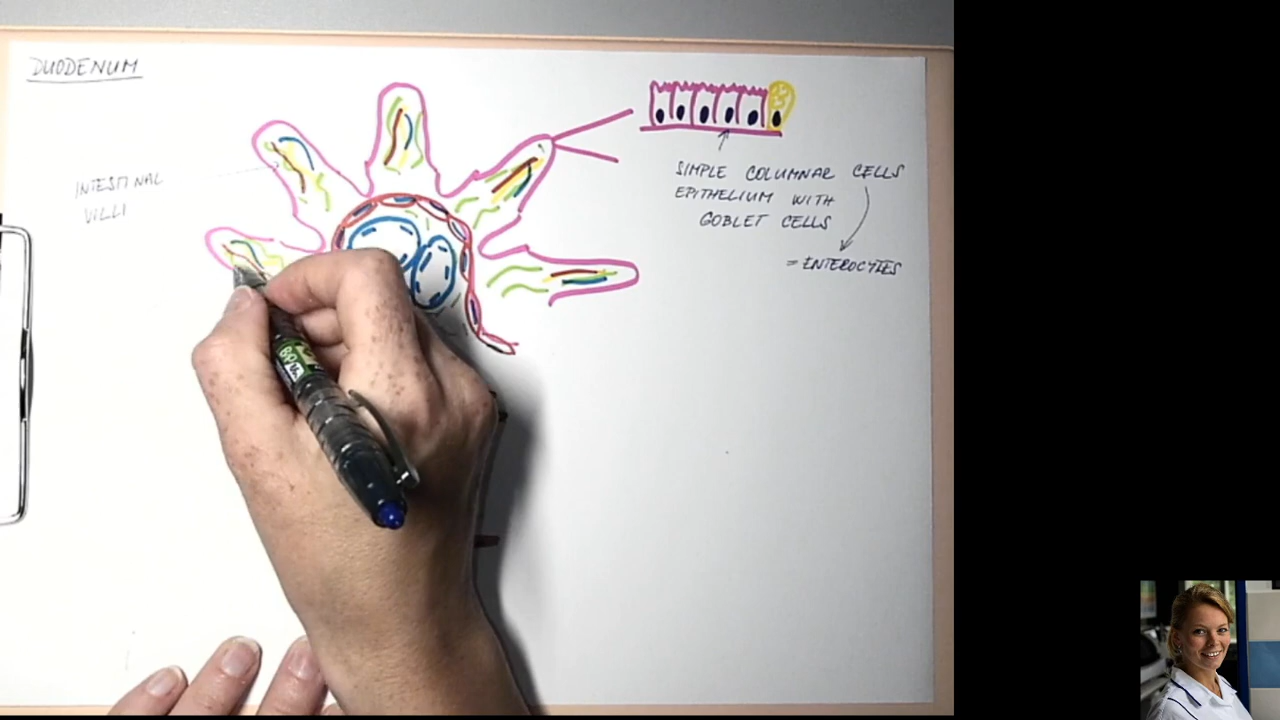 DUODENUM
INTESTINAL
VILLI
SIMPLE COLUMNAR CELLS
EPITHELIUM WITH
GOBLET CELLS
= ENTEROCYTES